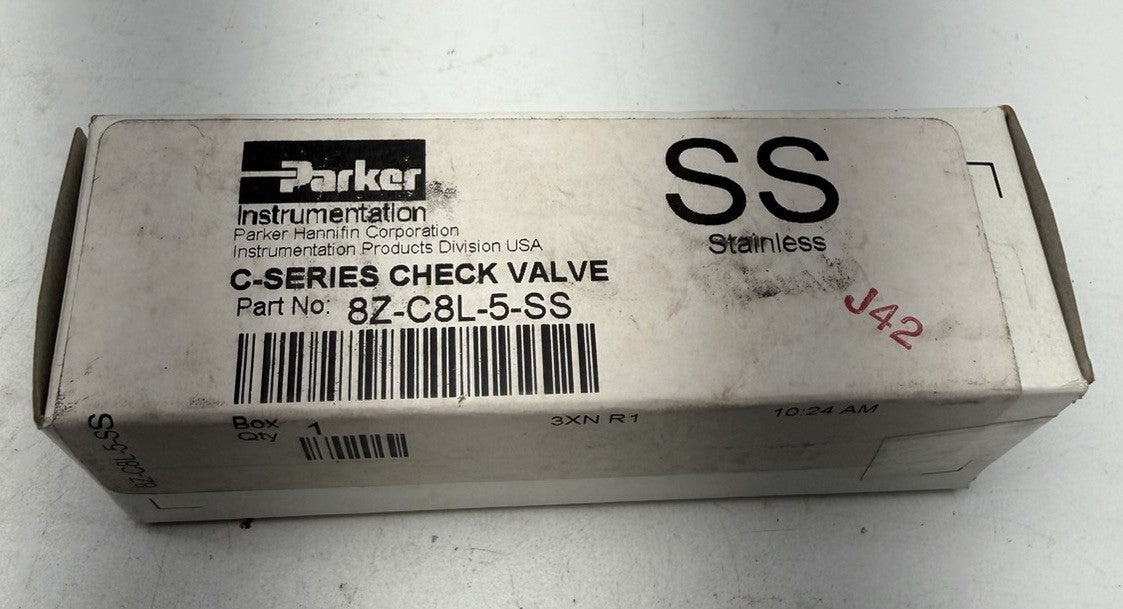 Parker
Instrumentation
Parker Hannifin Corporation
Instrumentation Products Division USA
C-SERIES CHECK VALVE
Part No: 8Z-C8L-5-SS
SS
Stainless
J42
Box
Qty 1
3XN R1
10:24 AM
8Z-C8L-5-SS